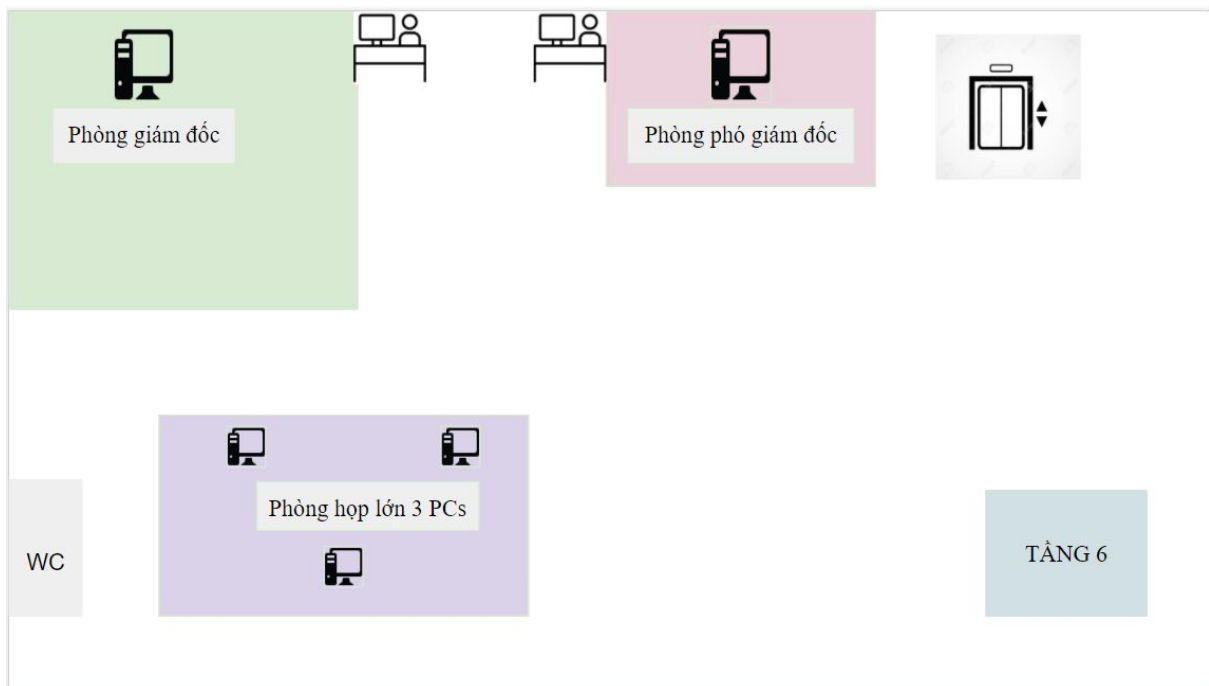 Phòng giám đốc
Phòng phó giám đốc
Phòng họp lớn 3 PCs
WC
TẦNG 6